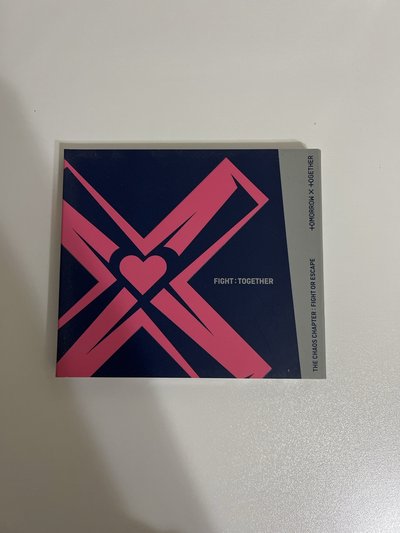 FIGHT : TOGETHER
TOMORROW X TOGETHER
THE CHAOS CHAPTER : FIGHT OR ESCAPE